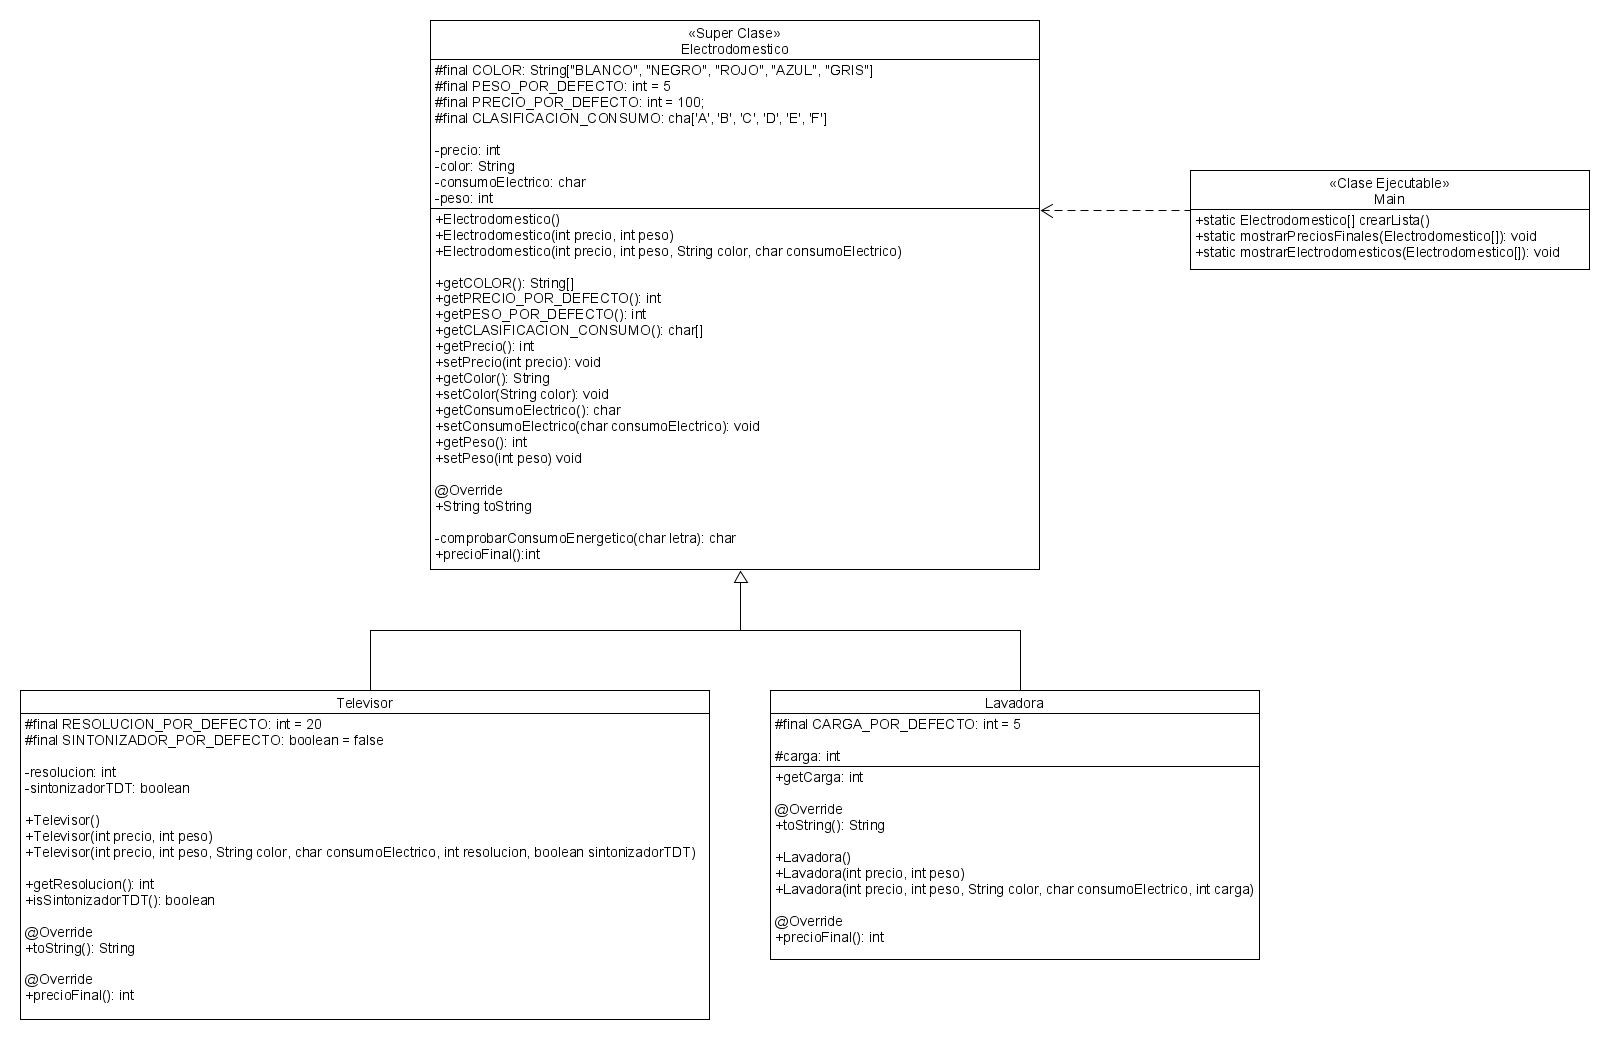 «Super Clase»
Electrodomestico
#final COLOR: String["BLANCO", "NEGRO", "ROJO", "AZUL", "GRIS"]
#final PESO_POR_DEFECTO: int = 5
#final PRECIO_POR_DEFECTO: int = 100;
#final CLASIFICACION_CONSUMO: cha['A', 'B', 'C', 'D', 'E', 'F']
-precio: int
-color: String
-consumoElectrico: char
-peso: int
+Electrodomestico()
+Electrodomestico(int precio, int peso)
+Electrodomestico(int precio, int peso, String color, char consumoElectrico)
+getCOLOR(): String[]
+getPRECIO_POR_DEFECTO(): int
+getPESO_POR_DEFECTO(): int
+getCLASIFICACION_CONSUMO(): char[]
+getPrecio(): int
+setPrecio(int precio): void
+getColor(): String
+setColor(String color): void
+getConsumoElectrico(): char
+setConsumoElectrico(char consumoElectrico): void
+getPeso(): int
+setPeso(int peso) void
@Override
+String toString
-comprobarConsumoEnergetico(char letra): char
+precioFinal():int
«Clase Ejecutable»
Main
+static Electrodomestico[] crearLista()
+static mostrarPreciosFinales(Electrodomestico[]): void
+static mostrarElectrodomesticos(Electrodomestico[]): void
Televisor
#final RESOLUCION_POR_DEFECTO: int = 20
#final SINTONIZADOR_POR_DEFECTO: boolean = false
-resolucion: int
-sintonizadorTDT: boolean
+Televisor()
+Televisor(int precio, int peso)
+Televisor(int precio, int peso, String color, char consumoElectrico, int resolucion, boolean sintonizadorTDT)
+getResolucion(): int
+isSintonizadorTDT(): boolean
@Override
+toString(): String
@Override
+precioFinal(): int
Lavadora
#final CARGA_POR_DEFECTO: int = 5
#carga: int
+getCarga: int
@Override
+toString(): String
+Lavadora()
+Lavadora(int precio, int peso)
+Lavadora(int precio, int peso, String color, char consumoElectrico, int carga)
@Override
+precioFinal(): int